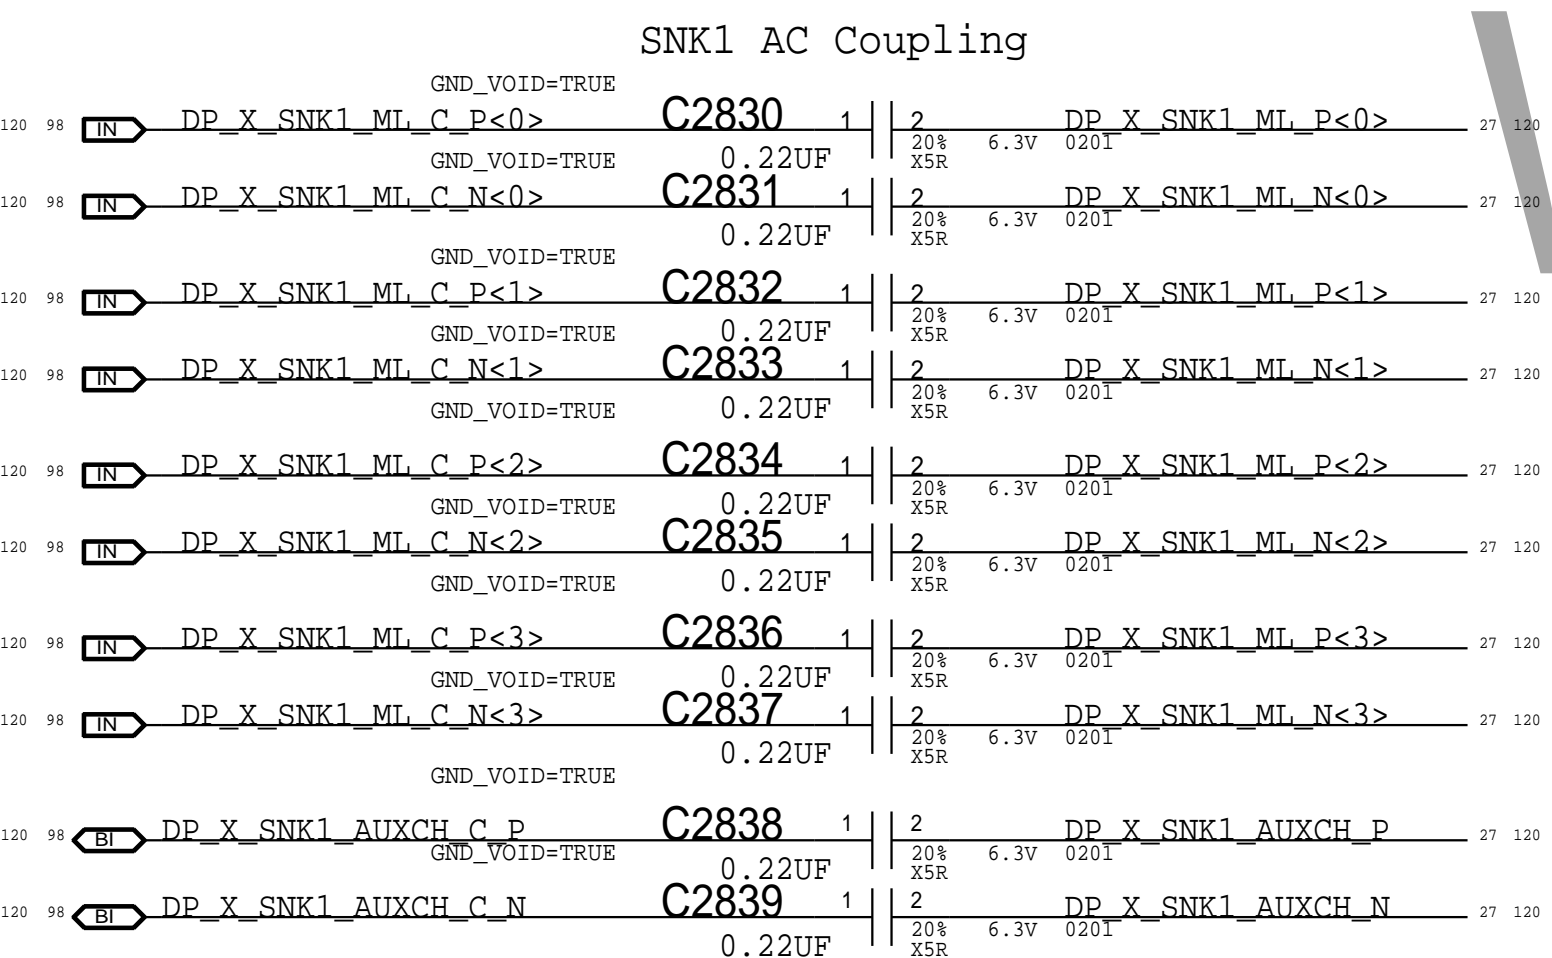 SNK1 AC Coupling
GND_VOID=TRUE
120 98 IN DP_X_SNK1_ML_C_P<0> C2830 1 2 DP_X_SNK1_ML_P<0> 27 120
GND_VOID=TRUE 0.22UF 20% X5R 6.3V 0201
120 98 IN DP_X_SNK1_ML_C_N<0> C2831 1 2 DP_X_SNK1_ML_N<0> 27 120
0.22UF 20% X5R 6.3V 0201
GND_VOID=TRUE
120 98 IN DP_X_SNK1_ML_C_P<1> C2832 1 2 DP_X_SNK1_ML_P<1> 27 120
GND_VOID=TRUE 0.22UF 20% X5R 6.3V 0201
120 98 IN DP_X_SNK1_ML_C_N<1> C2833 1 2 DP_X_SNK1_ML_N<1> 27 120
GND_VOID=TRUE 0.22UF 20% X5R 6.3V 0201
120 98 IN DP_X_SNK1_ML_C_P<2> C2834 1 2 DP_X_SNK1_ML_P<2> 27 120
GND_VOID=TRUE 0.22UF 20% X5R 6.3V 0201
120 98 IN DP_X_SNK1_ML_C_N<2> C2835 1 2 DP_X_SNK1_ML_N<2> 27 120
GND_VOID=TRUE 0.22UF 20% X5R 6.3V 0201
120 98 IN DP_X_SNK1_ML_C_P<3> C2836 1 2 DP_X_SNK1_ML_P<3> 27 120
GND_VOID=TRUE 0.22UF 20% X5R 6.3V 0201
120 98 IN DP_X_SNK1_ML_C_N<3> C2837 1 2 DP_X_SNK1_ML_N<3> 27 120
0.22UF 20% X5R 6.3V 0201
GND_VOID=TRUE
120 98 BI DP_X_SNK1_AUXCH_C_P C2838 1 2 DP_X_SNK1_AUXCH_P 27 120
GND_VOID=TRUE 0.22UF 20% X5R 6.3V 0201
120 98 BI DP_X_SNK1_AUXCH_C_N C2839 1 2 DP_X_SNK1_AUXCH_N 27 120
0.22UF 20% X5R 6.3V 0201